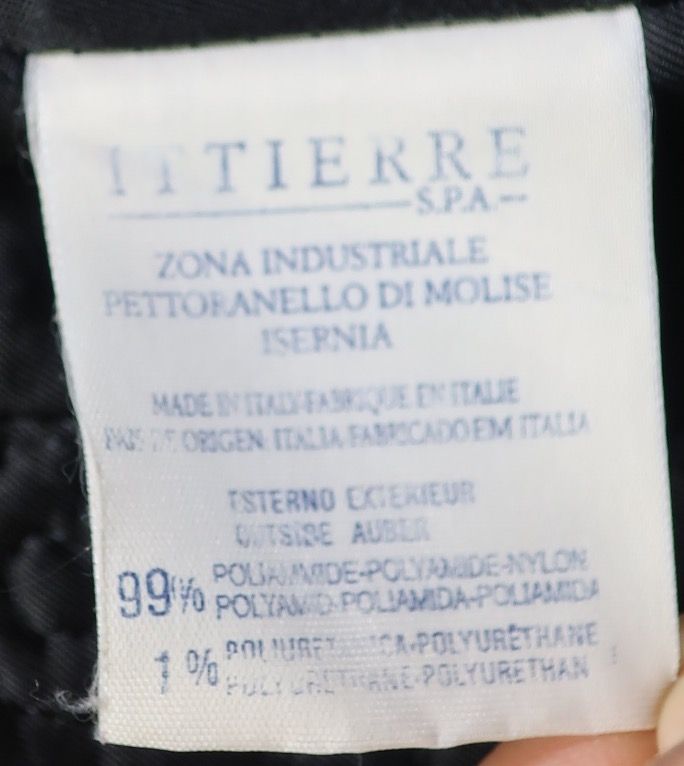 ITTIERRE
S.P.A.
ZONA INDUSTRIALE
PETTORANELLO DI MOLISE
ISERNIA
MADE IN ITALY-FABRIQUE EN ITALIE
PAIS DE ORIGEN: ITALIA-FABRICADO EM ITALIA
ESTERNO EXTERIEUR
OUTSISE AUBER
99% POLIAMMIDE-POLYAMIDE-NYLON
POLYAMID-POLIAMIDA-POLIAMIDA
1% POLIURETANICA-POLYURÉTHANE
POLYURETHANE-POLYURETHAN